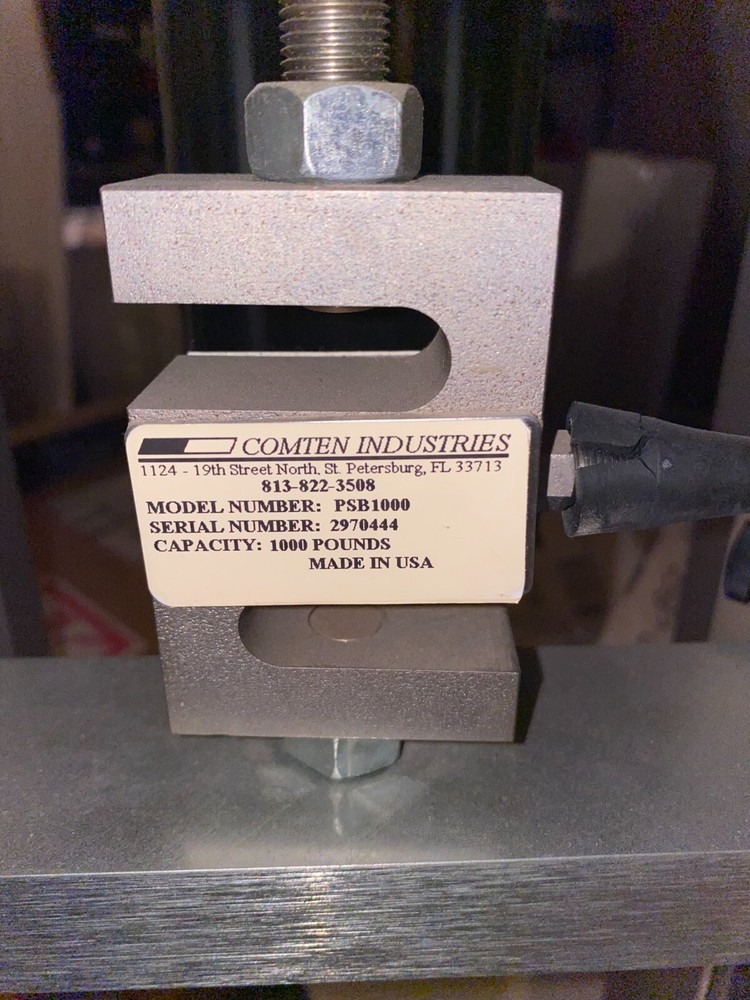 COMTEN INDUSTRIES
1124 - 19th Street North, St. Petersburg, FL 33713
813-822-3508
MODEL NUMBER: PSB1000
SERIAL NUMBER: 2970444
CAPACITY: 1000 POUNDS
MADE IN USA